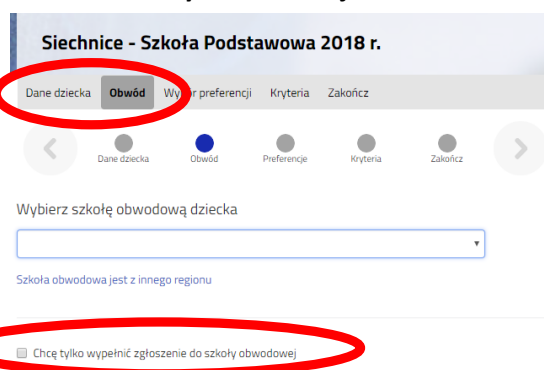 Siechnice - Szkoła Podstawowa 2018 r.
Dane dziecka Obwód Wybór preferencji Kryteria Zakończ
Dane dziecka Obwód Preferencje Kryteria Zakończ
Wybierz szkołę obwodową dziecka
Szkoła obwodowa jest z innego regionu
Chcę tylko wypełnić zgłoszenie do szkoły obwodowej